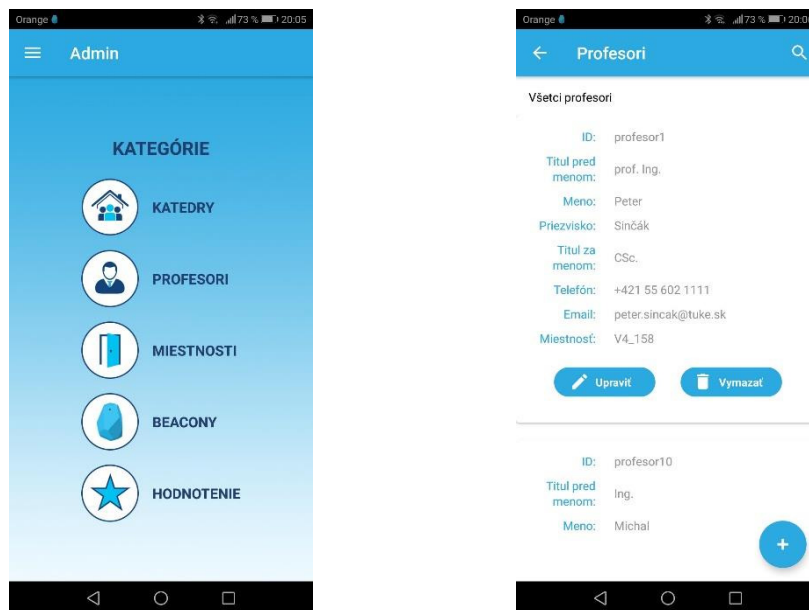 Orange 73 % 20:05
Admin
KATEGÓRIE
KATEDRY
PROFESORI
MIESTNOSTI
BEACONY
HODNOTENIE
Orange 73 %
Profesori
Všetci profesori
ID: profesor1
Titul pred
menom: prof. Ing.
Meno: Peter
Priezvisko: Sinčák
Titul za
menom: CSc.
Telefón: +421 55 602 1111
Email: peter.sincak@tuke.sk
Miestnosť: V4_158
Upraviť Vymazať
ID: profesor10
Titul pred
menom: Ing.
Meno: Michal
+